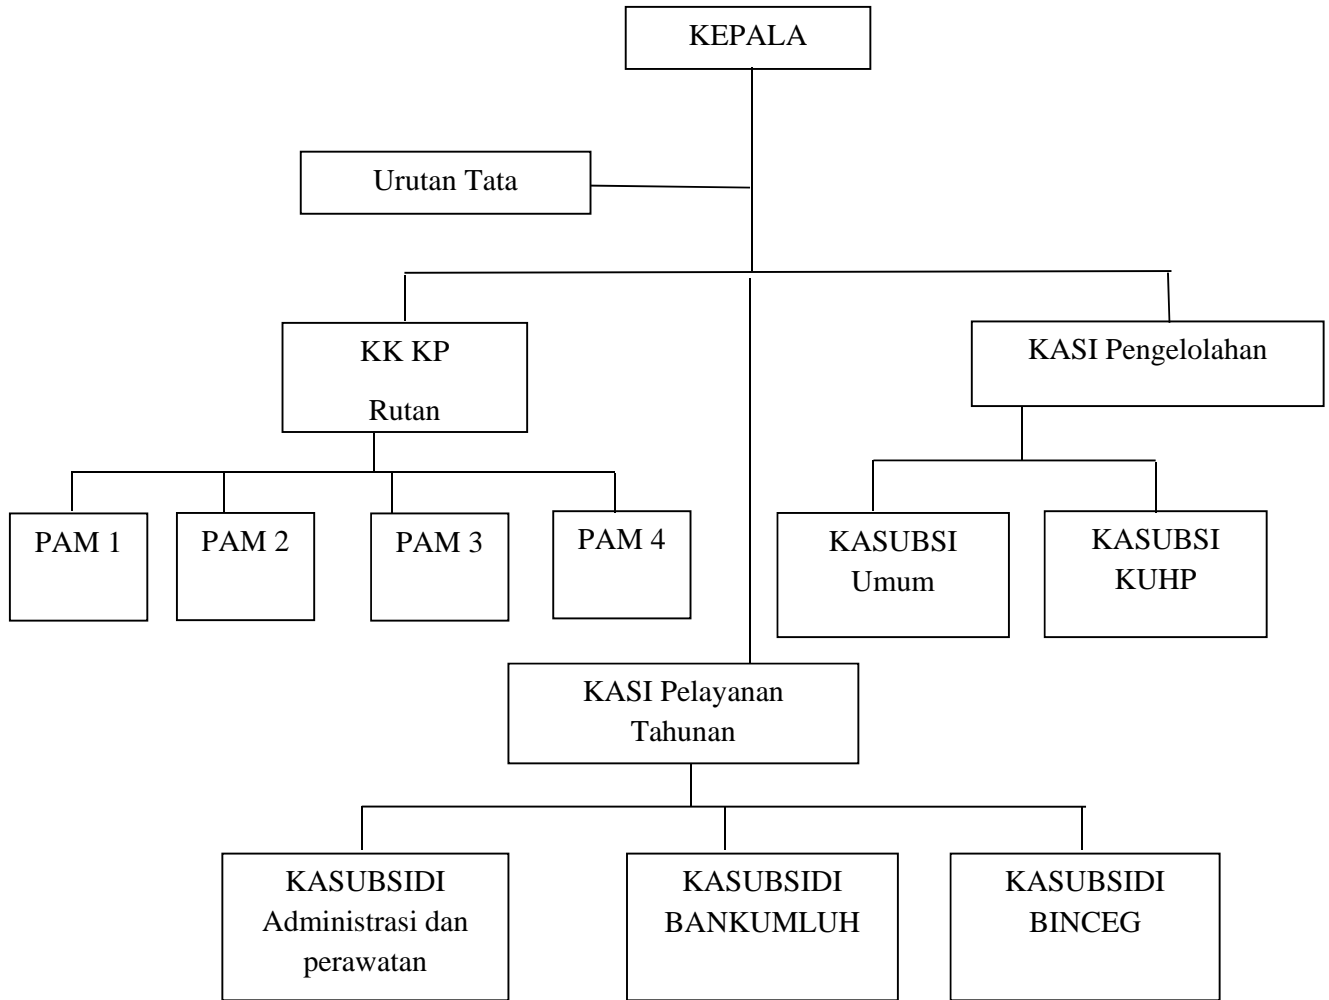 KEPALA
Urutan Tata
KK KP
Rutan
KASI Pengelolahan
PAM 1
PAM 2
PAM 3
PAM 4
KASUBSI
Umum
KASUBSI
KUHP
KASI Pelayanan
Tahunan
KASUBSIDI
Administrasi dan
perawatan
KASUBSIDI
BANKUMLUH
KASUBSIDI
BINCEG